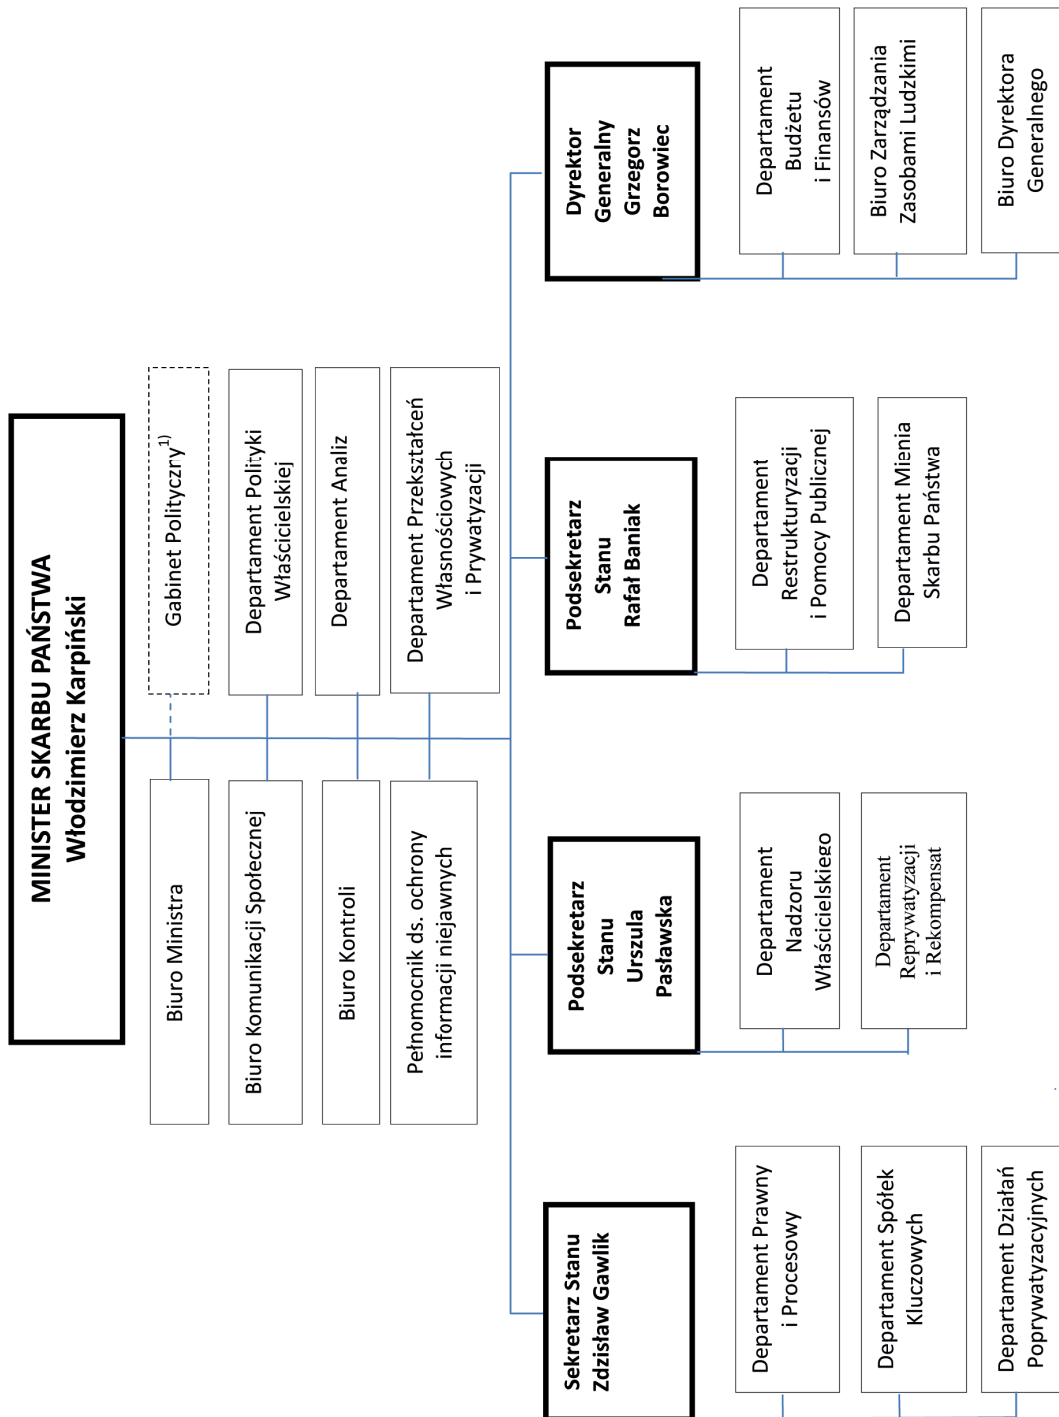 MINISTER SKARBU PAŃSTWA
Włodzimierz Karpiński
Biuro Ministra
Gabinet Polityczny1)
Biuro Komunikacji Społecznej
Departament Polityki
Właścicielskiej
Biuro Kontroli
Departament Analiz
Pełnomocnik ds. ochrony
informacji niejawnych
Departament Przekształceń
Własnościowych
i Prywatyzacji
Sekretarz Stanu
Zdzisław Gawlik
Departament Prawny
i Procesowy
Departament Spółek
Kluczowych
Departament Działań
Poprywatyzacyjnych
Podsekretarz
Stanu
Urszula
Pasławska
Departament
Nadzoru
Właścicielskiego
Departament
Reprywatyzacji
i Rekompensat
Podsekretarz
Stanu
Rafał Baniak
Departament
Restrukturyzacji
i Pomocy Publicznej
Departament Mienia
Skarbu Państwa
Dyrektor
Generalny
Grzegorz
Borowiec
Departament
Budżetu
i Finansów
Biuro Zarządzania
Zasobami Ludzkimi
Biuro Dyrektora
Generalnego